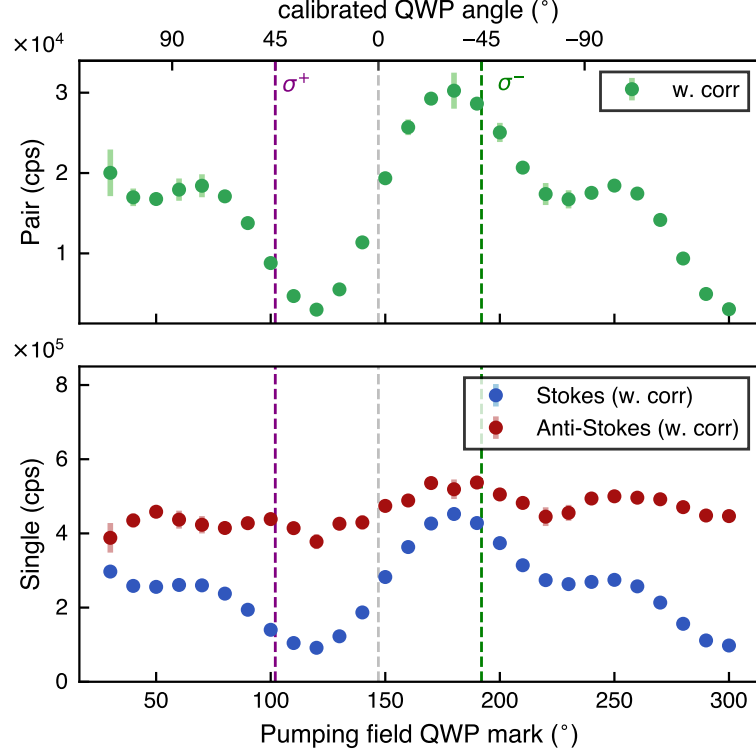 calibrated QWP angle (°)
×10⁴
90 45 0 −45 −90
σ⁺
σ⁻
w. corr
3
2
1
Pair (cps)
×10⁵
Stokes (w. corr)
Anti-Stokes (w. corr)
8
6
4
2
0
Single (cps)
50 100 150 200 250 300
Pumping field QWP mark (°)